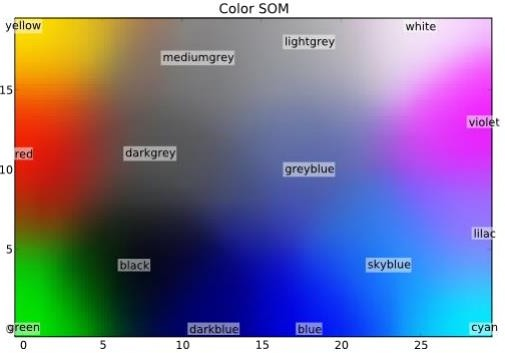 Color SOM
yellow
white
lightgrey
mediumgrey
15
violet
red
darkgrey
10
greyblue
lilac
5
black
skyblue
0
green
darkblue
blue
cyan
0 5 10 15 20 25